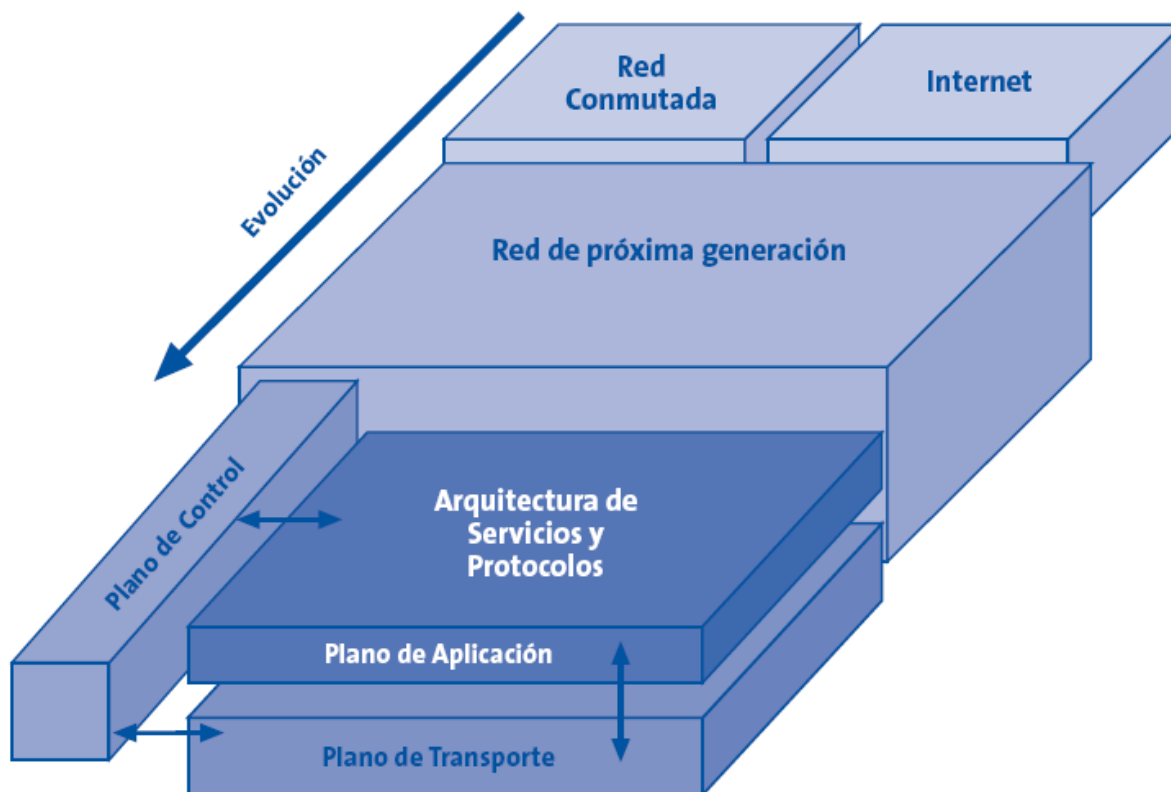 Red
Conmutada
Internet
Evolución
Red de próxima generación
Plano de Control
Arquitectura de
Servicios y
Protocolos
Plano de Aplicación
Plano de Transporte